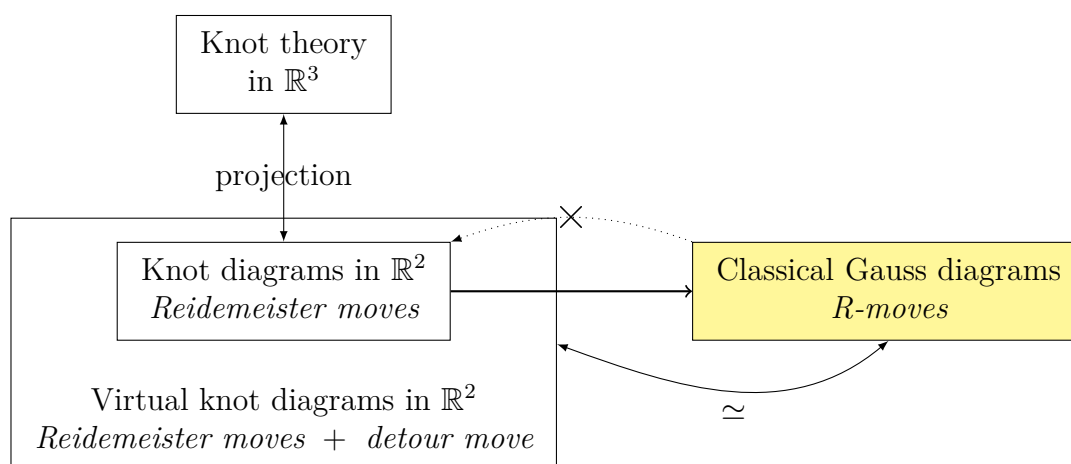 Knot theory
in ℝ³
projection
Knot diagrams in ℝ²
Reidemeister moves
Classical Gauss diagrams
R-moves
≃
Virtual knot diagrams in ℝ²
Reidemeister moves + detour move